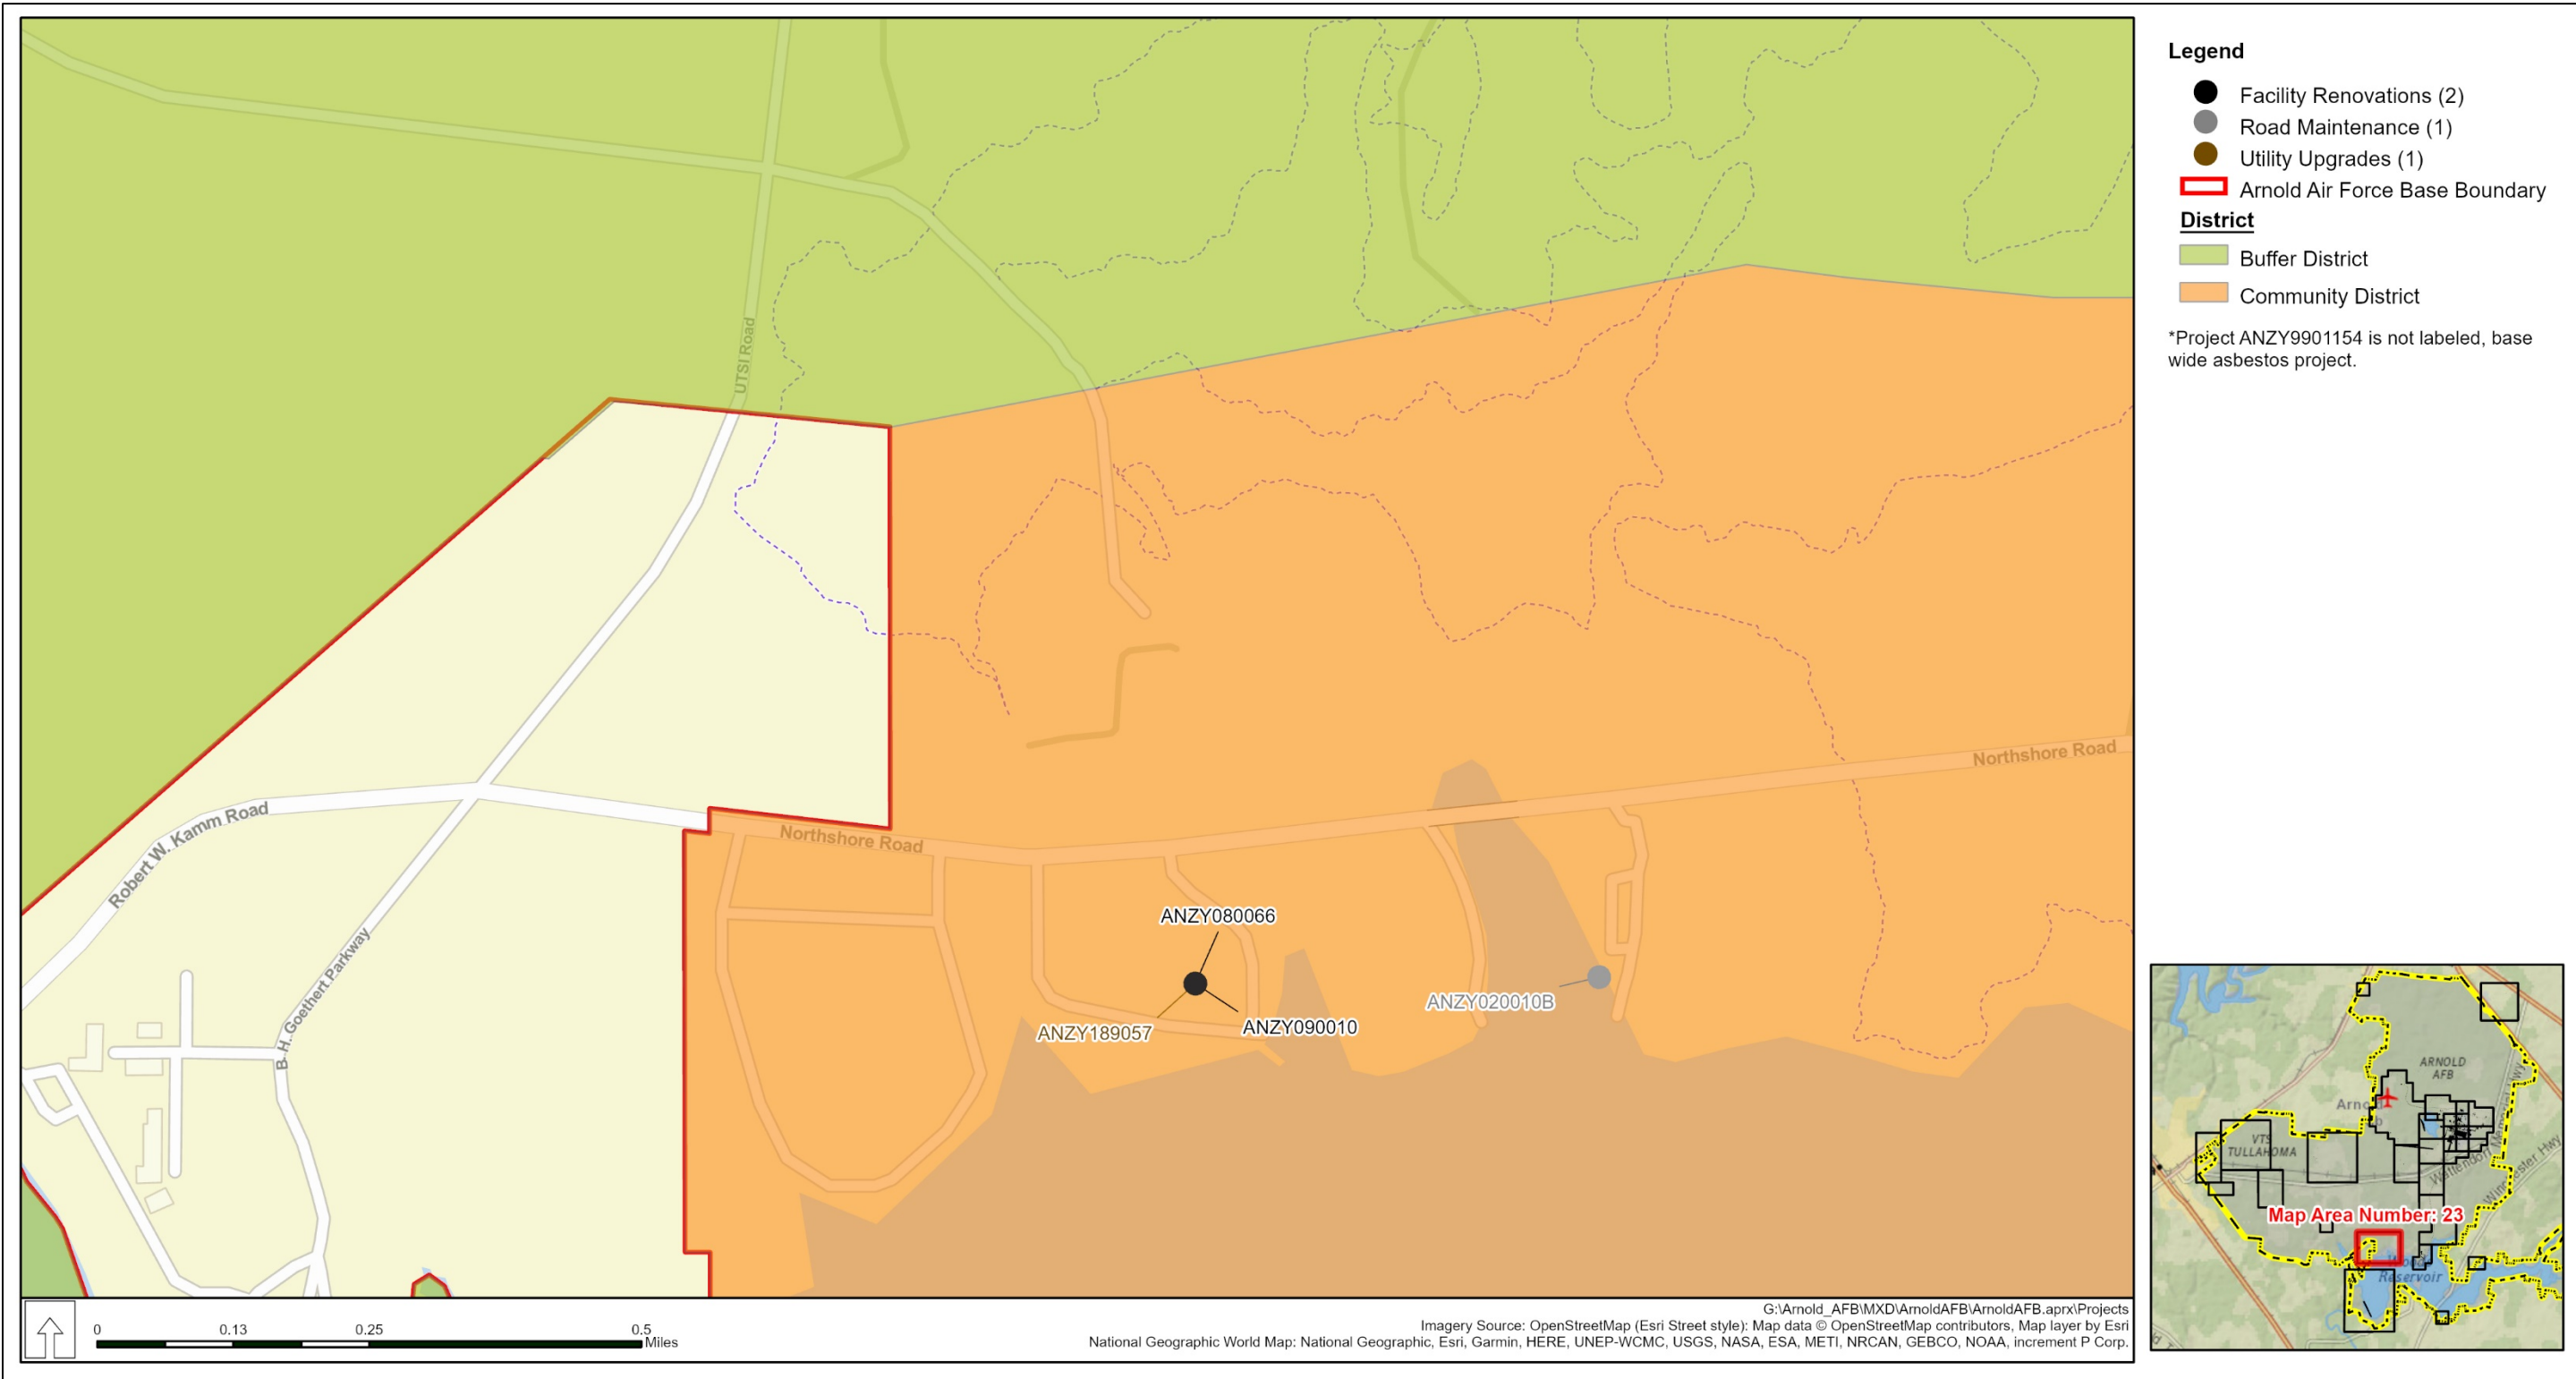 UTSI Road
Robert W. Kamm Road
B. H. Goethert Parkway
Northshore Road
Northshore Road
ANZY080066
ANZY189057
ANZY090010
ANZY020010B
Legend
Facility Renovations (2)
Road Maintenance (1)
Utility Upgrades (1)
Arnold Air Force Base Boundary
District
Buffer District
Community District
*Project ANZY9901154 is not labeled, base
wide asbestos project.
ARNOLD
AFB
VTS
TULLAHOMA
Map Area Number: 23
Reservoir
0
0.13
0.25
0.5
Miles
G:\Arnold_AFB\MXD\ArnoldAFB\ArnoldAFB.aprx\Projects
Imagery Source: OpenStreetMap (Esri Street style): Map data © OpenStreetMap contributors, Map layer by Esri
National Geographic World Map: National Geographic, Esri, Garmin, HERE, UNEP-WCMC, USGS, NASA, ESA, METI, NRCAN, GEBCO, NOAA, increment P Corp.